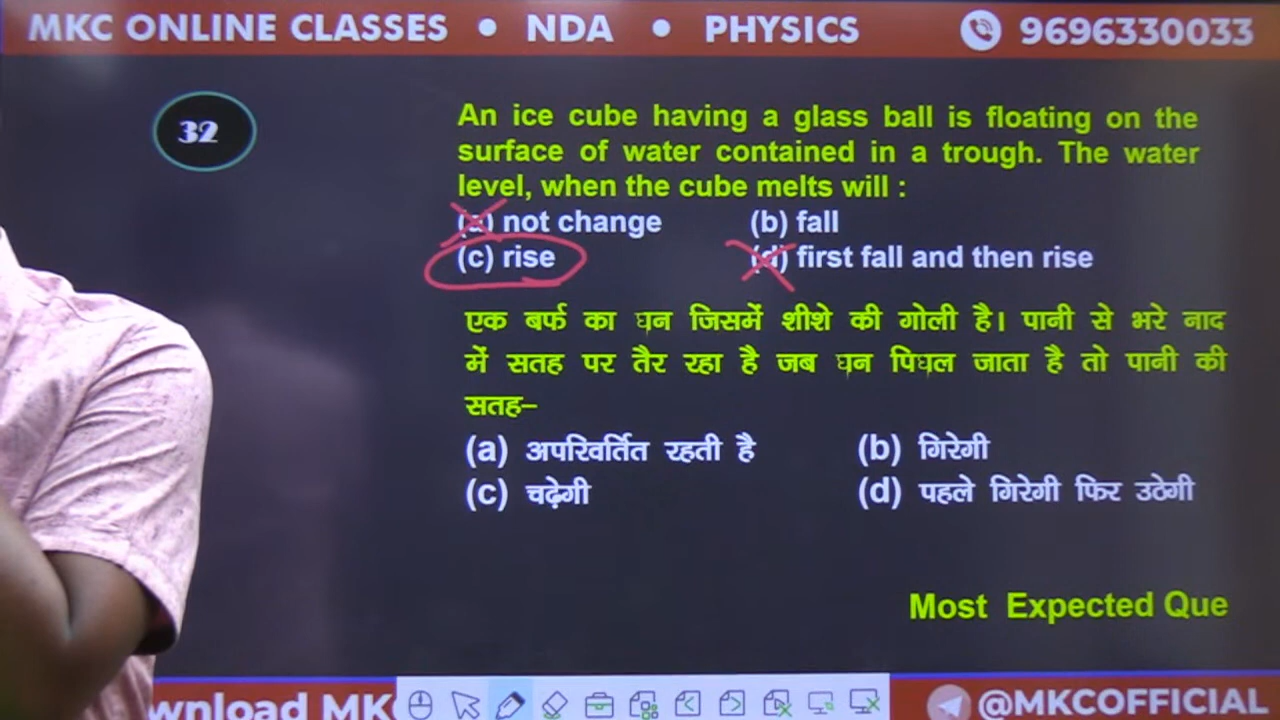 MKC ONLINE CLASSES • NDA • PHYSICS 9696330033
32
An ice cube having a glass ball is floating on the
surface of water contained in a trough. The water
level, when the cube melts will :
(a) not change (b) fall
(c) rise (d) first fall and then rise
एक बर्फ का घन जिसमें शीशे की गोली है। पानी से भरे नाद
में सतह पर तैर रहा है जब घन पिघल जाता है तो पानी की
सतह–
(a) अपरिवर्तित रहती है (b) गिरेगी
(c) चढ़ेगी (d) पहले गिरेगी फिर उठेगी
Most Expected Que
wnload MK @MKCOFFICIAL